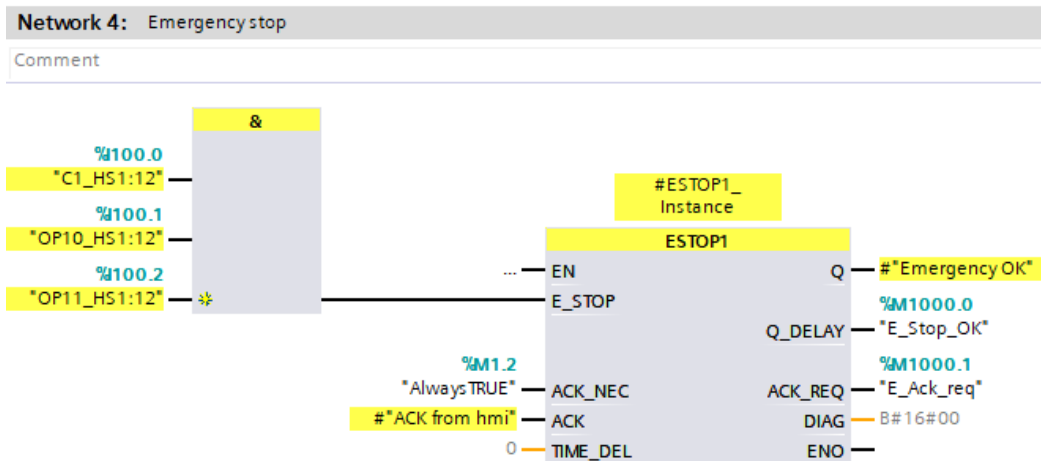 Network 4: Emergency stop
Comment
&
%I100.0
"C1_HS1:12"
%I100.1
"OP10_HS1:12"
%I100.2
"OP11_HS1:12"
#ESTOP1_
Instance
ESTOP1
... EN
Q #"Emergency OK"
E_STOP
%M1000.0
Q_DELAY "E_Stop_OK"
%M1.2
"AlwaysTRUE" ACK_NEC
%M1000.1
ACK_REQ "E_Ack_req"
#"ACK from hmi" ACK
DIAG B#16#00
0 TIME_DEL
ENO